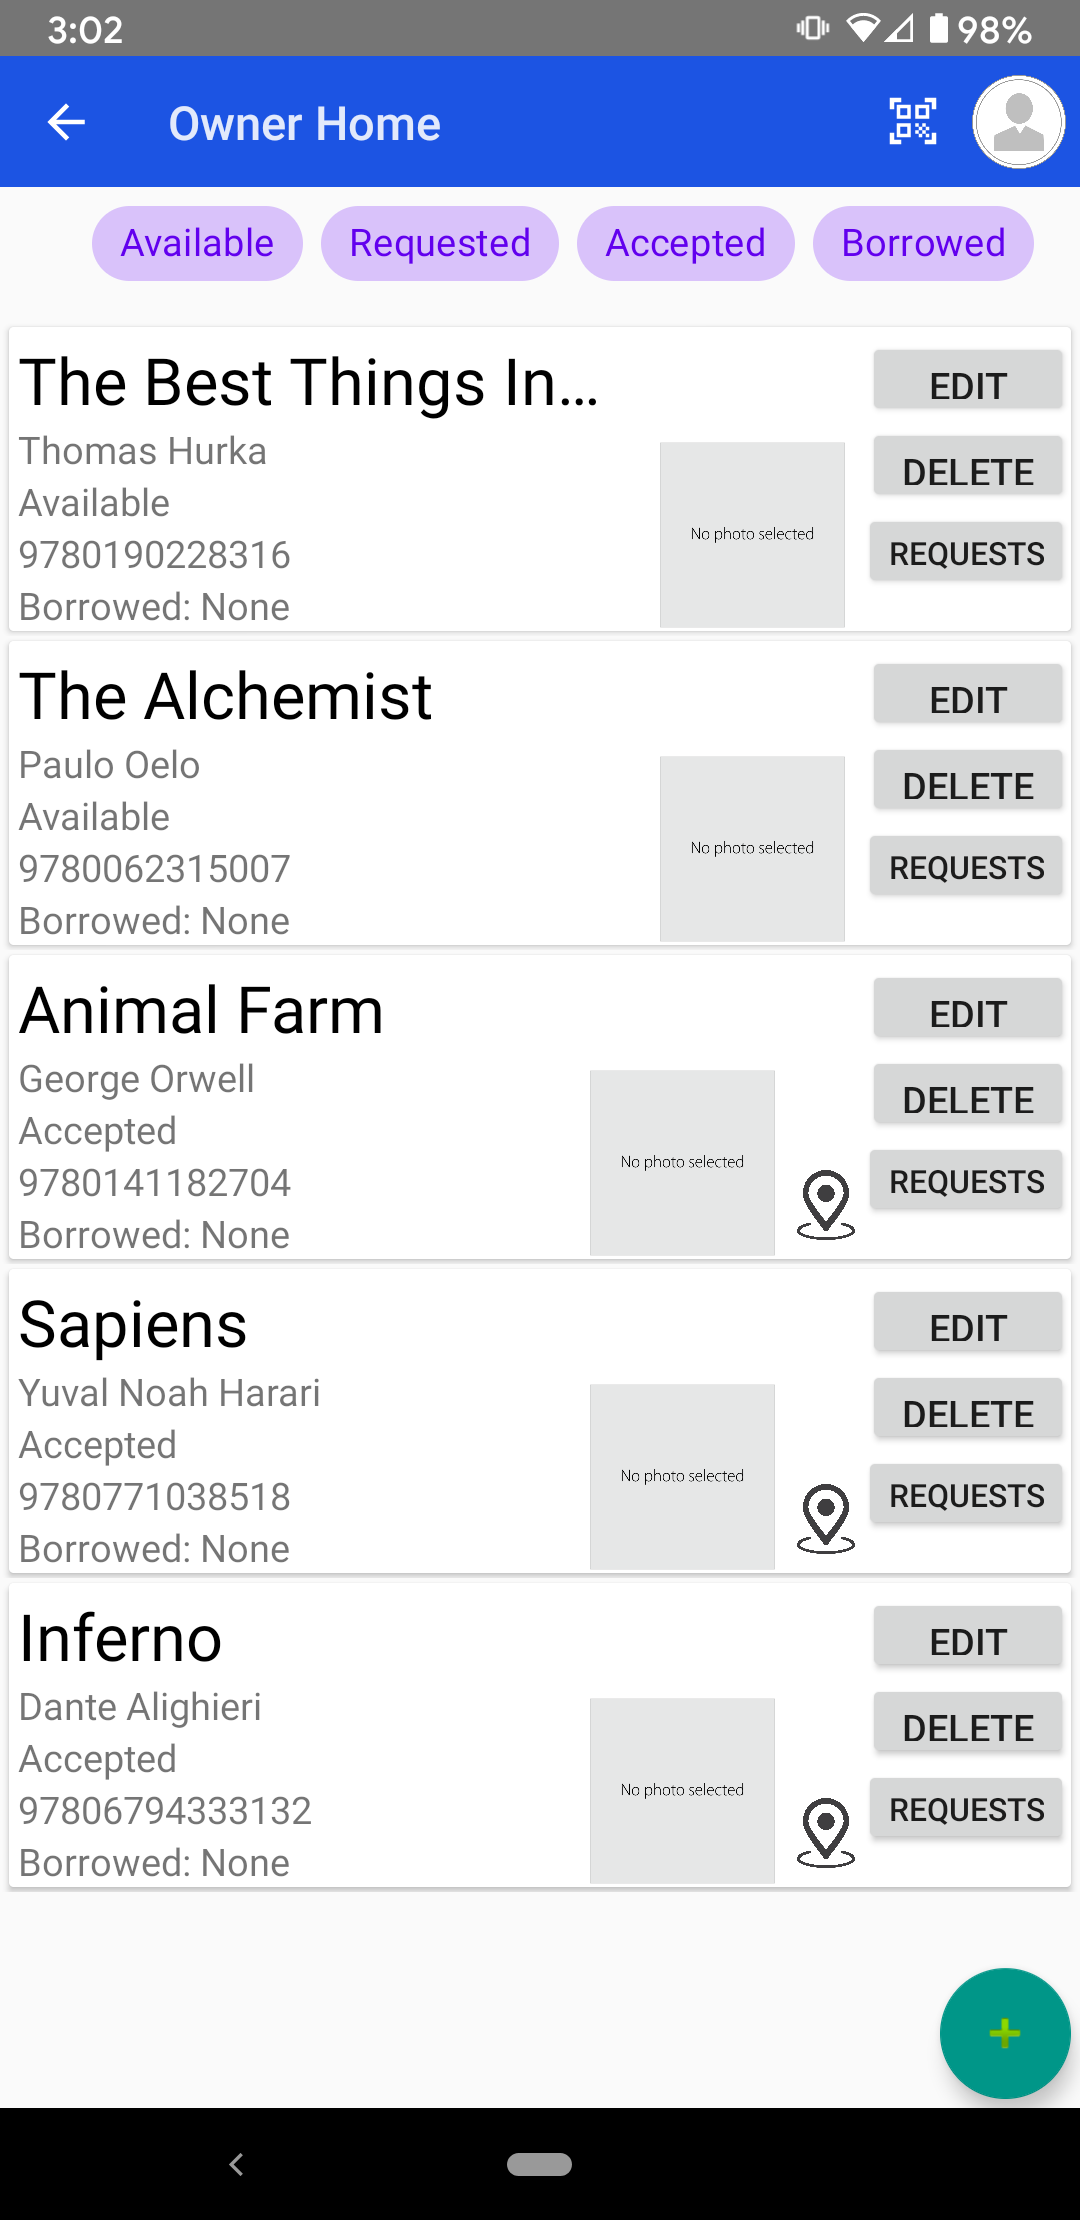 3:02 98%
Owner Home
Available Requested Accepted Borrowed
The Best Things In...
EDIT
Thomas Hurka
DELETE
Available
No photo selected
9780190228316
REQUESTS
Borrowed: None
The Alchemist
EDIT
Paulo Oelo
DELETE
Available
No photo selected
9780062315007
REQUESTS
Borrowed: None
Animal Farm
EDIT
George Orwell
DELETE
Accepted
No photo selected
9780141182704
REQUESTS
Borrowed: None
Sapiens
EDIT
Yuval Noah Harari
DELETE
Accepted
No photo selected
9780771038518
REQUESTS
Borrowed: None
Inferno
EDIT
Dante Alighieri
DELETE
Accepted
No photo selected
97806794333132
REQUESTS
Borrowed: None